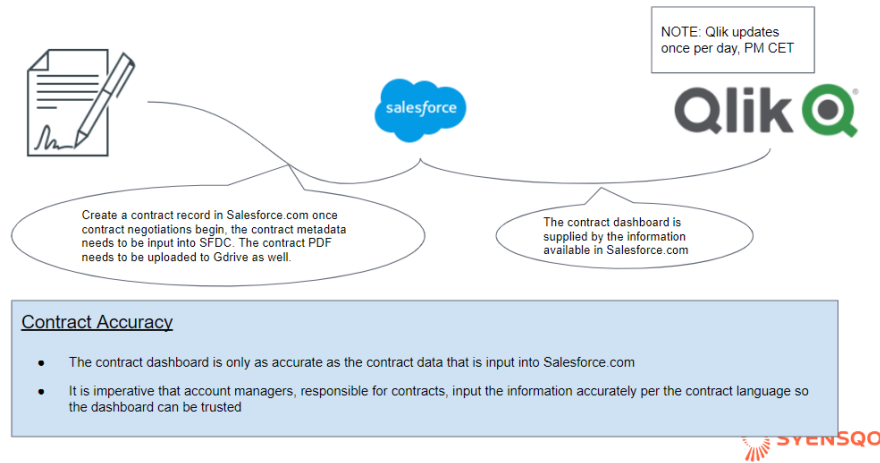 NOTE: Qlik updates
once per day, PM CET
salesforce
Qlik
Create a contract record in Salesforce.com once
contract negotiations begin, the contract metadata
needs to be input into SFDC. The contract PDF
needs to be uploaded to Gdrive as well.
The contract dashboard is
supplied by the information
available in Salesforce.com
Contract Accuracy
● The contract dashboard is only as accurate as the contract data that is input into Salesforce.com
● It is imperative that account managers, responsible for contracts, input the information accurately per the contract language so
the dashboard can be trusted
SYENSQO